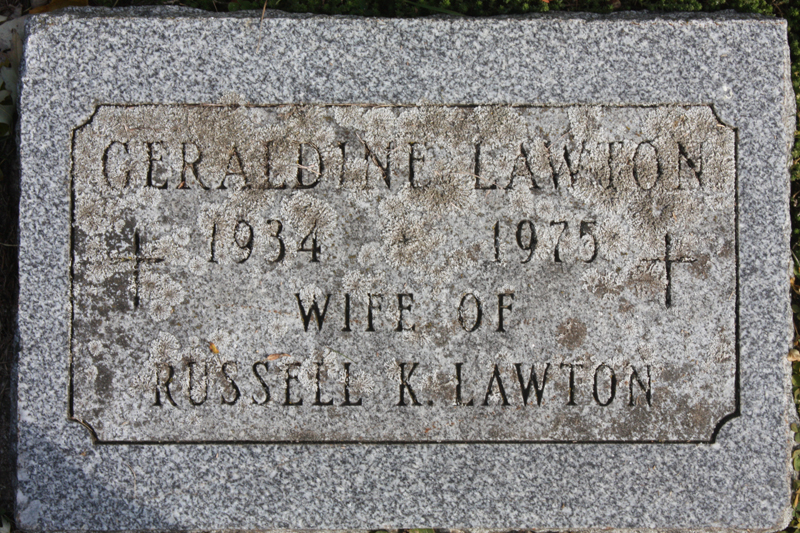 GERALDINE LAWTON
1934 1975
WIFE OF
RUSSELL K. LAWTON